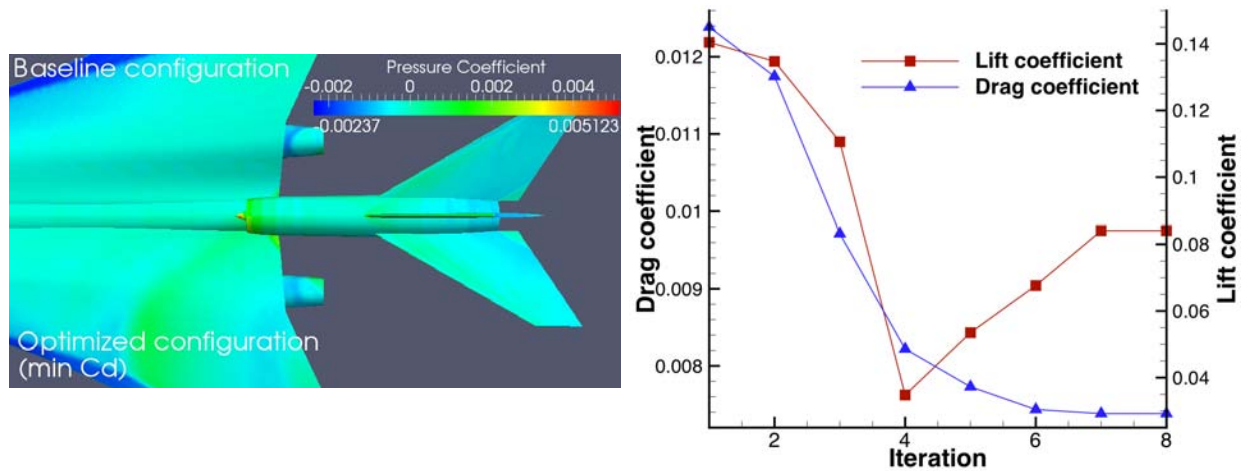 Baseline configuration
Pressure Coefficient
-0.002 0 0.002 0.004
-0.00237 0.005123
Optimized configuration
(min Cd)
Lift coefficient
Drag coefficient
Drag coefficient
0.012
0.011
0.01
0.009
0.008
Lift coefficient
0.14
0.12
0.1
0.08
0.06
0.04
2 4 6 8
Iteration